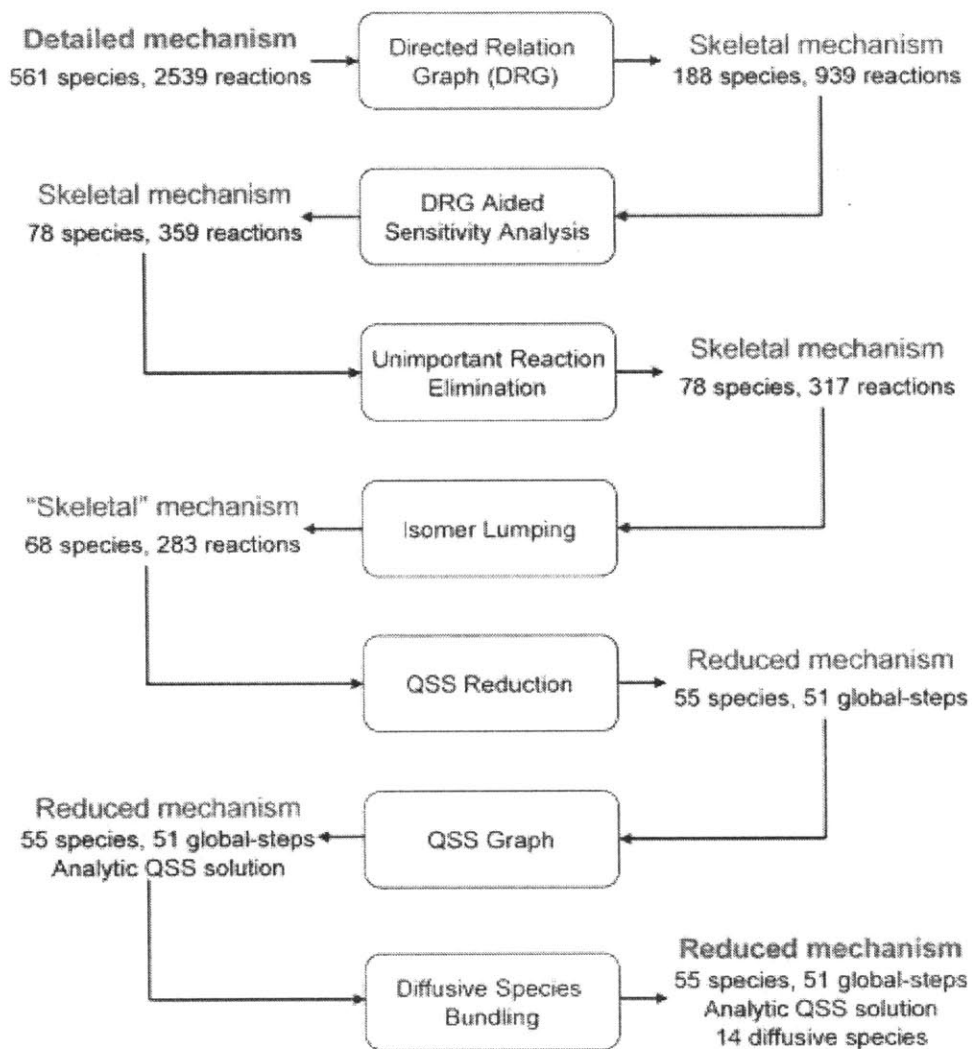 Detailed mechanism
561 species, 2539 reactions
Directed Relation
Graph (DRG)
Skeletal mechanism
188 species, 939 reactions
Skeletal mechanism
78 species, 359 reactions
DRG Aided
Sensitivity Analysis
Unimportant Reaction
Elimination
Skeletal mechanism
78 species, 317 reactions
“Skeletal” mechanism
68 species, 283 reactions
Isomer Lumping
QSS Reduction
Reduced mechanism
55 species, 51 global-steps
Reduced mechanism
55 species, 51 global-steps
Analytic QSS solution
QSS Graph
Diffusive Species
Bundling
Reduced mechanism
55 species, 51 global-steps
Analytic QSS solution
14 diffusive species